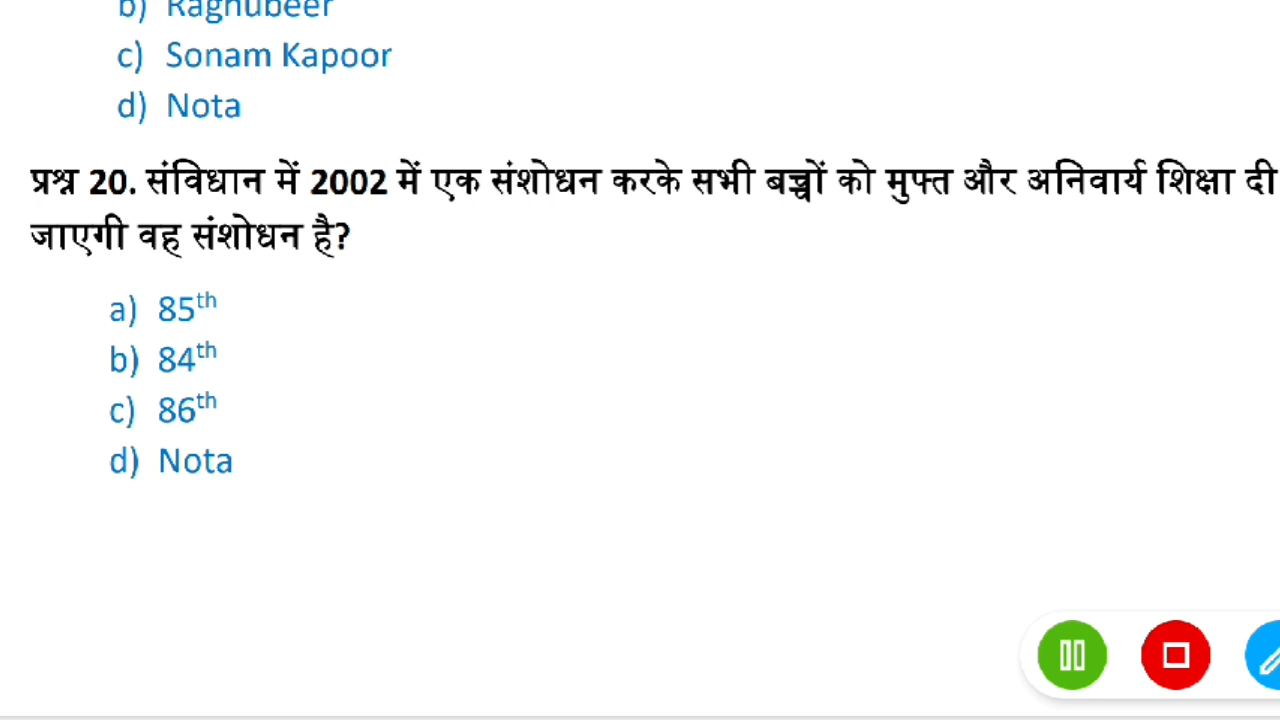 b) Raghubeer
c) Sonam Kapoor
d) Nota
प्रश्न 20. संविधान में 2002 में एक संशोधन करके सभी बच्चों को मुफ्त और अनिवार्य शिक्षा दी
जाएगी वह संशोधन है?
a) 85th
b) 84th
c) 86th
d) Nota